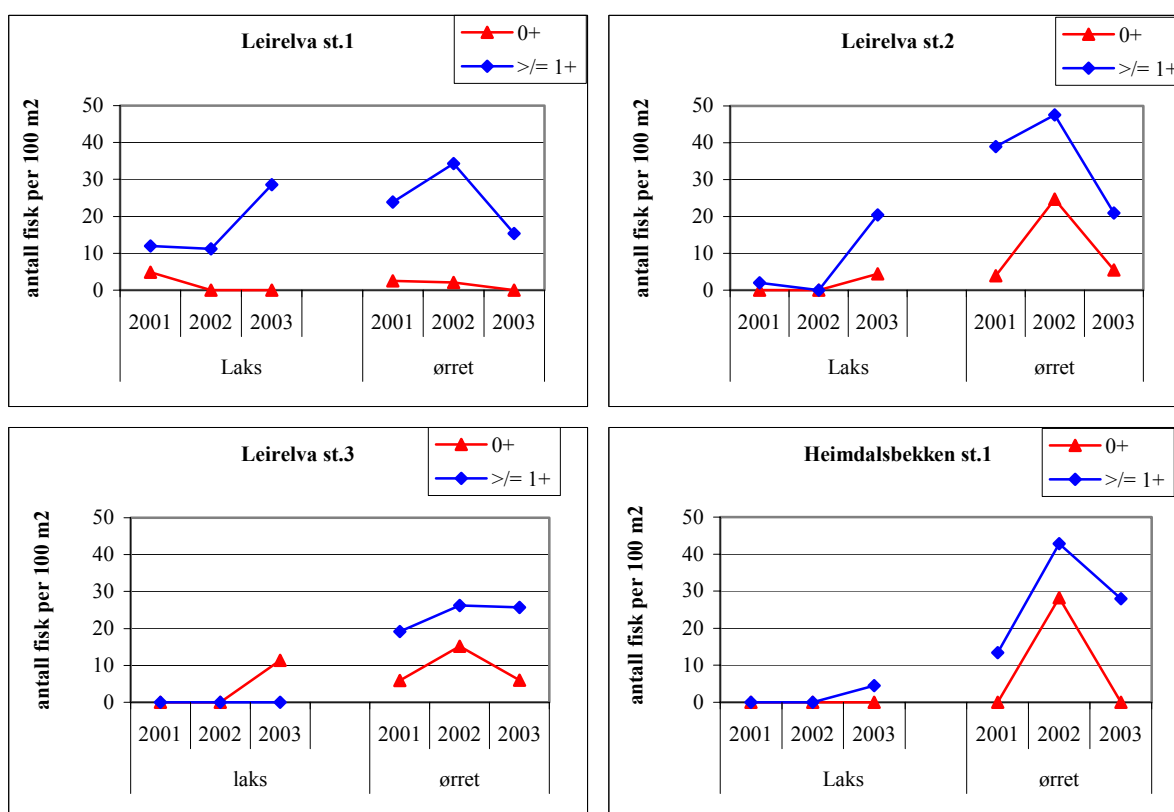 Leirelva st.1
0+
>/= 1+
antall fisk per 100 m2
50
40
30
20
10
0
2001 2002 2003 2001 2002 2003
Laks ørret
Leirelva st.2
0+
>/= 1+
antall fisk per 100 m2
50
40
30
20
10
0
2001 2002 2003 2001 2002 2003
Laks ørret
Leirelva st.3
0+
>/= 1+
antall fisk per 100 m2
50
40
30
20
10
0
2001 2002 2003 2001 2002 2003
laks ørret
Heimdalsbekken st.1
0+
>/= 1+
antall fisk per 100 m2
50
40
30
20
10
0
2001 2002 2003 2001 2002 2003
Laks ørret